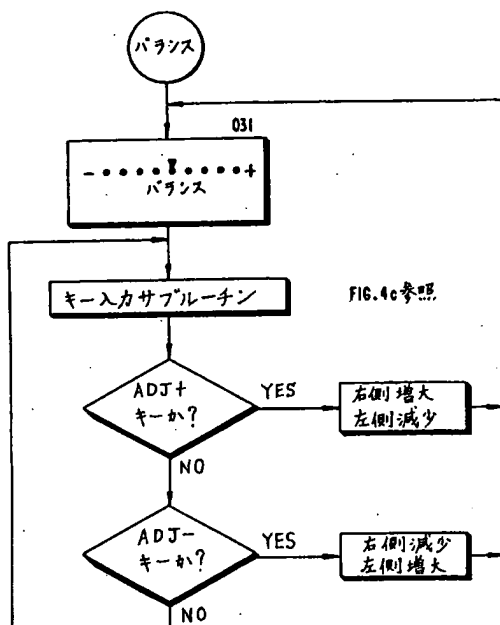 バランス
031
-・・・・・・・・・・+
バランス
キー入力サブルーチン
FIG.4c参照
ADJ+
キーか?
YES
右側増大
左側減少
NO
ADJ-
キーか?
YES
右側減少
左側増大
NO